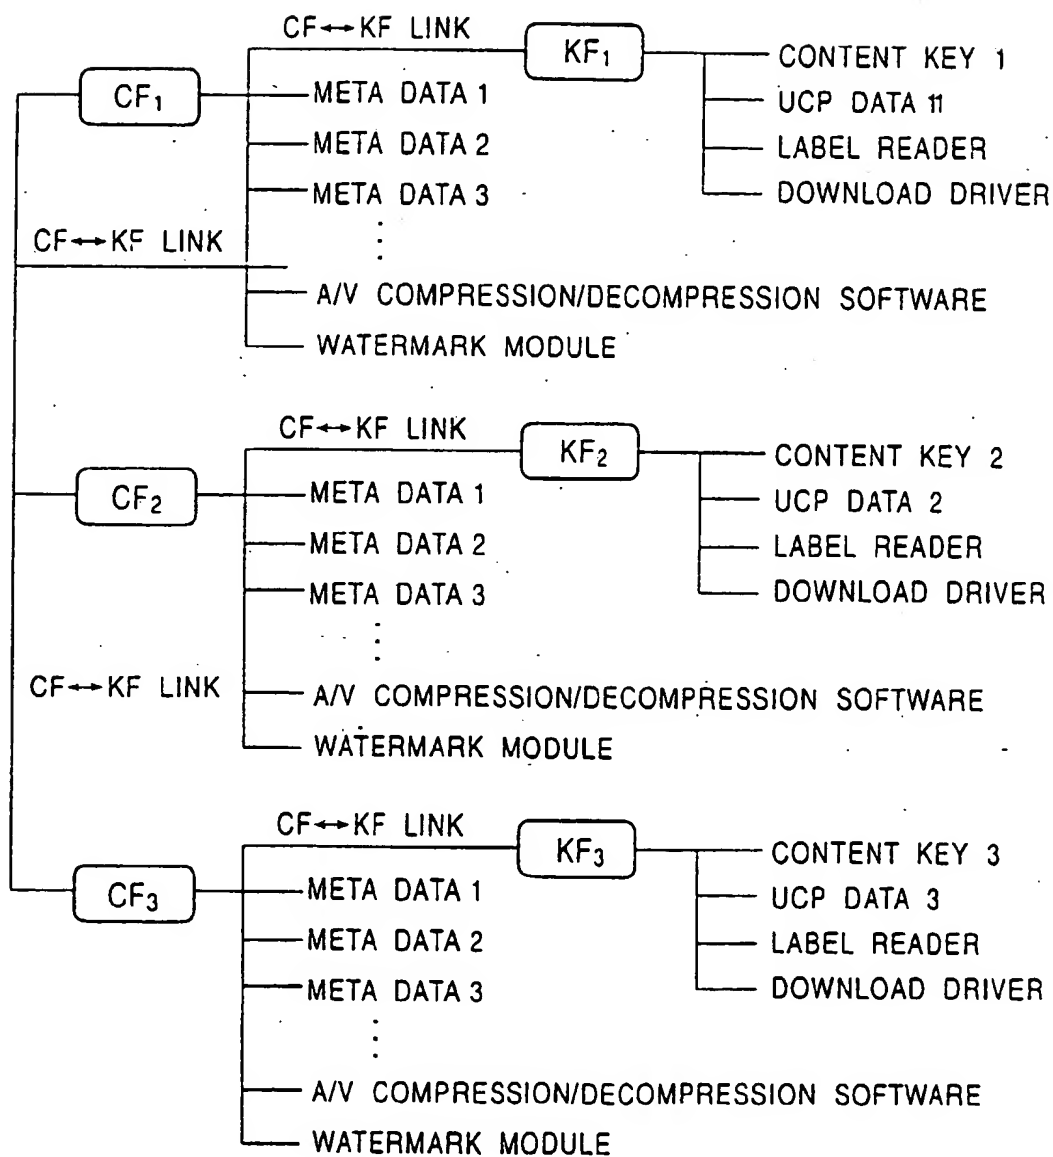 CF↔KF LINK
KF1
CONTENT KEY 1
CF1
META DATA 1
UCP DATA 11
META DATA 2
LABEL READER
META DATA 3
DOWNLOAD DRIVER
CF↔KF LINK
A/V COMPRESSION/DECOMPRESSION SOFTWARE
WATERMARK MODULE
CF↔KF LINK
KF2
CONTENT KEY 2
CF2
META DATA 1
UCP DATA 2
META DATA 2
LABEL READER
META DATA 3
DOWNLOAD DRIVER
CF↔KF LINK
A/V COMPRESSION/DECOMPRESSION SOFTWARE
WATERMARK MODULE
CF↔KF LINK
KF3
CONTENT KEY 3
CF3
META DATA 1
UCP DATA 3
META DATA 2
LABEL READER
META DATA 3
DOWNLOAD DRIVER
A/V COMPRESSION/DECOMPRESSION SOFTWARE
WATERMARK MODULE